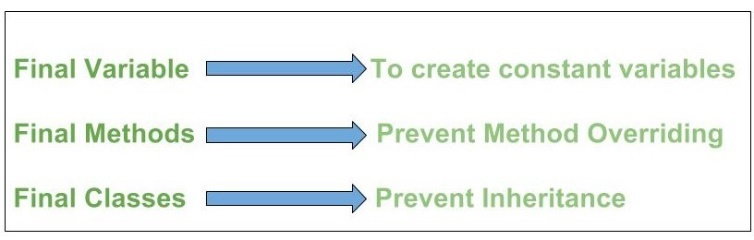 Final Variable To create constant variables
Final Methods Prevent Method Overriding
Final Classes Prevent Inheritance